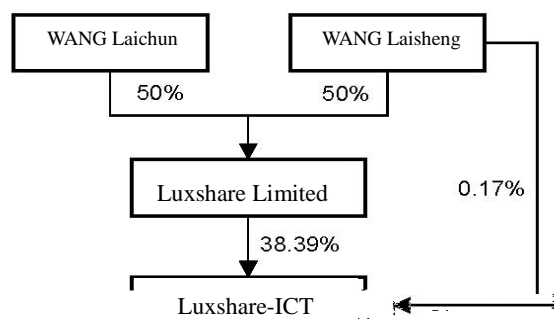 WANG Laichun
WANG Laisheng
50%
50%
Luxshare Limited
0.17%
38.39%
Luxshare-ICT